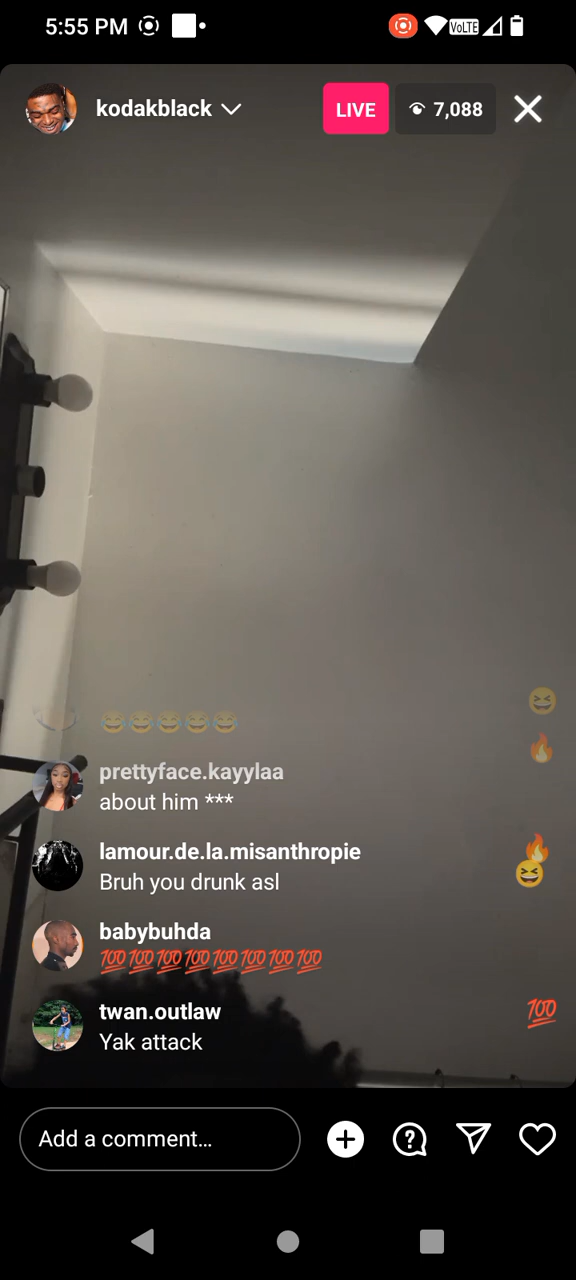 5:55 PM
VoLTE
kodakblack
LIVE
7,088
😂😂😂😂😂
prettyface.kayylaa
about him ***
lamour.de.la.misanthropie
Bruh you drunk asl
babybuhda
💯💯💯💯💯💯💯💯
twan.outlaw
Yak attack
💯
Add a comment...